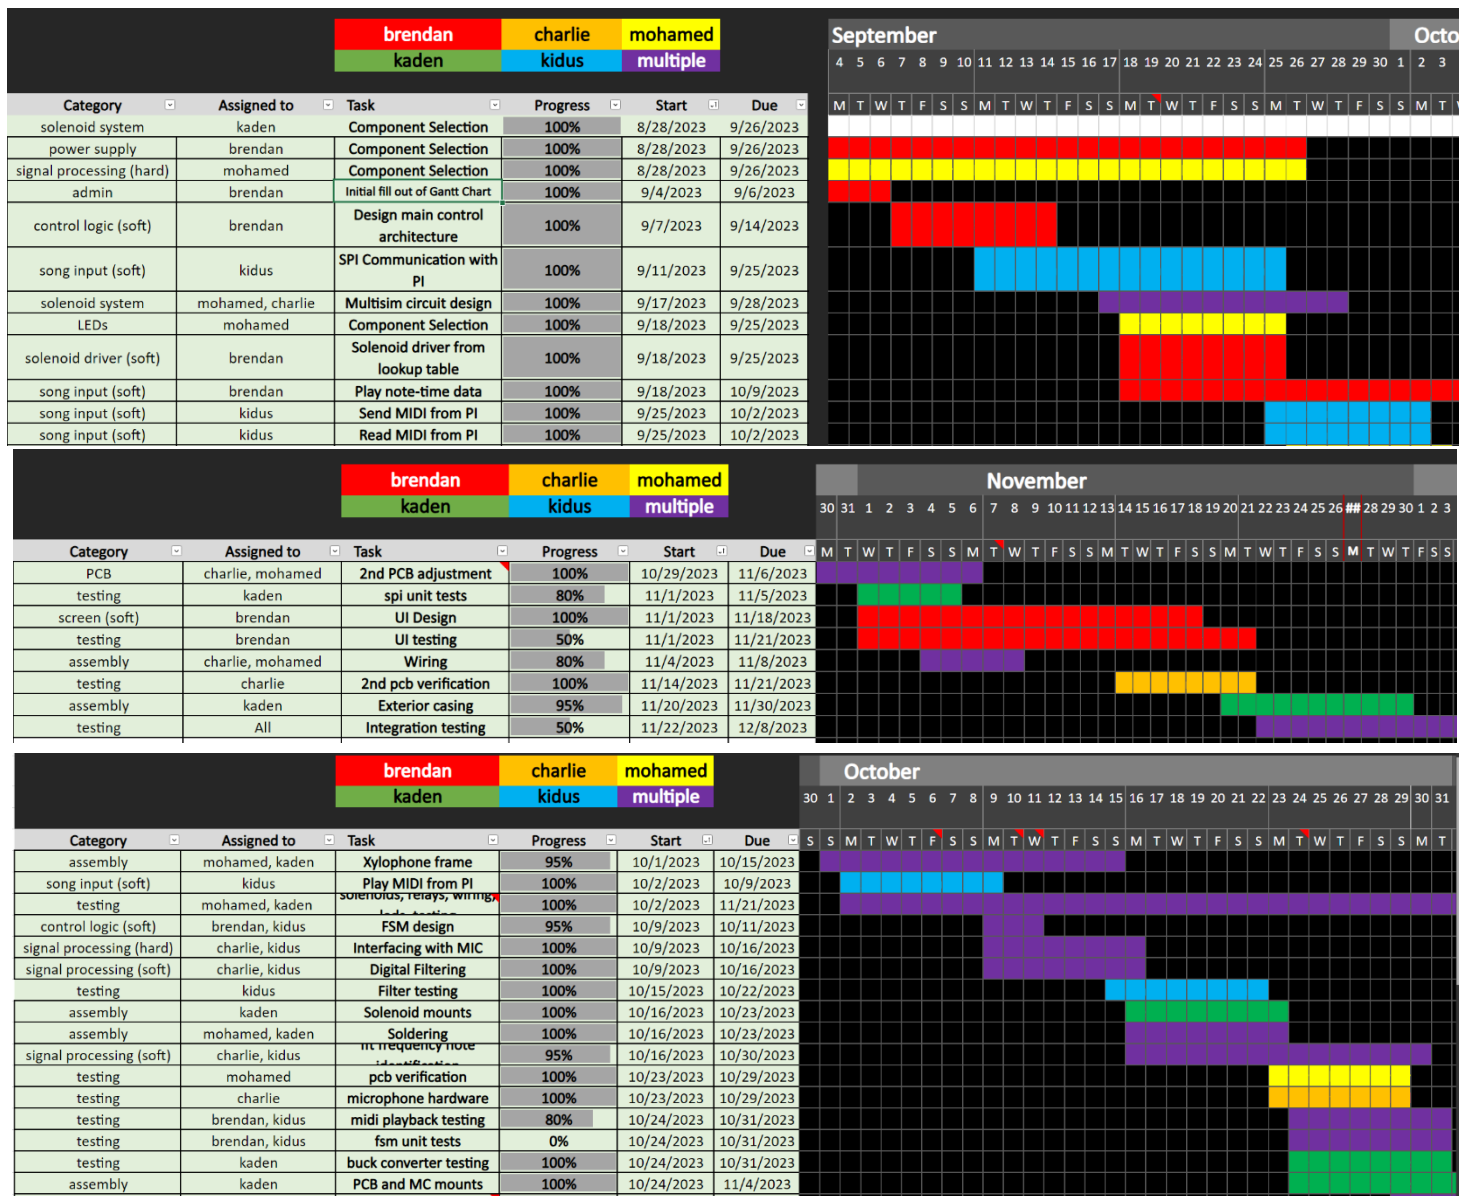 brendan charlie mohamed
kaden kidus multiple
September Octo
4 5 6 7 8 9 10 11 12 13 14 15 16 17 18 19 20 21 22 23 24 25 26 27 28 29 30 1 2 3
Category Assigned to Task Progress Start Due M T W T F S S M T W T F S S M T W T F S S M T W T F S S M T
solenoid system kaden Component Selection 100% 8/28/2023 9/26/2023
power supply brendan Component Selection 100% 8/28/2023 9/26/2023
signal processing (hard) mohamed Component Selection 100% 8/28/2023 9/26/2023
admin brendan Initial fill out of Gantt Chart 100% 9/4/2023 9/6/2023
control logic (soft) brendan Design main control architecture 100% 9/7/2023 9/14/2023
song input (soft) kidus SPI Communication with PI 100% 9/11/2023 9/25/2023
solenoid system mohamed, charlie Multisim circuit design 100% 9/17/2023 9/28/2023
LEDs mohamed Component Selection 100% 9/18/2023 9/25/2023
solenoid driver (soft) brendan Solenoid driver from lookup table 100% 9/18/2023 9/25/2023
song input (soft) brendan Play note-time data 100% 9/18/2023 10/9/2023
song input (soft) kidus Send MIDI from PI 100% 9/25/2023 10/2/2023
song input (soft) kidus Read MIDI from PI 100% 9/25/2023 10/2/2023
brendan charlie mohamed
kaden kidus multiple
November
30 31 1 2 3 4 5 6 7 8 9 10 11 12 13 14 15 16 17 18 19 20 21 22 23 24 25 26 ## 28 29 30 1 2 3
Category Assigned to Task Progress Start Due M T W T F S S M T W T F S S M T W T F S S M T W T F S S M T W T F S S
PCB charlie, mohamed 2nd PCB adjustment 100% 10/29/2023 11/6/2023
testing kaden spi unit tests 80% 11/1/2023 11/5/2023
screen (soft) brendan UI Design 100% 11/1/2023 11/18/2023
testing brendan UI testing 50% 11/1/2023 11/21/2023
assembly charlie, mohamed Wiring 80% 11/4/2023 11/8/2023
testing charlie 2nd pcb verification 100% 11/14/2023 11/21/2023
assembly kaden Exterior casing 95% 11/20/2023 11/30/2023
testing All Integration testing 50% 11/22/2023 12/8/2023
brendan charlie mohamed
kaden kidus multiple
October
30 1 2 3 4 5 6 7 8 9 10 11 12 13 14 15 16 17 18 19 20 21 22 23 24 25 26 27 28 29 30 31
Category Assigned to Task Progress Start Due S S M T W T F S S M T W T F S S M T W T F S S M T W T F S S M T
assembly mohamed, kaden Xylophone frame 95% 10/1/2023 10/15/2023
song input (soft) kidus Play MIDI from PI 100% 10/2/2023 10/9/2023
testing mohamed, kaden solenoids, relays, wiring, 100% 10/2/2023 11/21/2023
control logic (soft) brendan, kidus FSM design 95% 10/9/2023 10/11/2023
signal processing (hard) charlie, kidus Interfacing with MIC 100% 10/9/2023 10/16/2023
signal processing (soft) charlie, kidus Digital Filtering 100% 10/9/2023 10/16/2023
testing kidus Filter testing 100% 10/15/2023 10/22/2023
assembly kaden Solenoid mounts 100% 10/16/2023 10/23/2023
assembly mohamed, kaden Soldering 100% 10/16/2023 10/23/2023
signal processing (soft) charlie, kidus frequency note 95% 10/16/2023 10/30/2023
testing mohamed pcb verification 100% 10/23/2023 10/29/2023
testing charlie microphone hardware 100% 10/23/2023 10/29/2023
testing brendan, kidus midi playback testing 80% 10/24/2023 10/31/2023
testing brendan, kidus fsm unit tests 0% 10/24/2023 10/31/2023
testing kaden buck converter testing 100% 10/24/2023 10/31/2023
assembly kaden PCB and MC mounts 100% 10/24/2023 11/4/2023